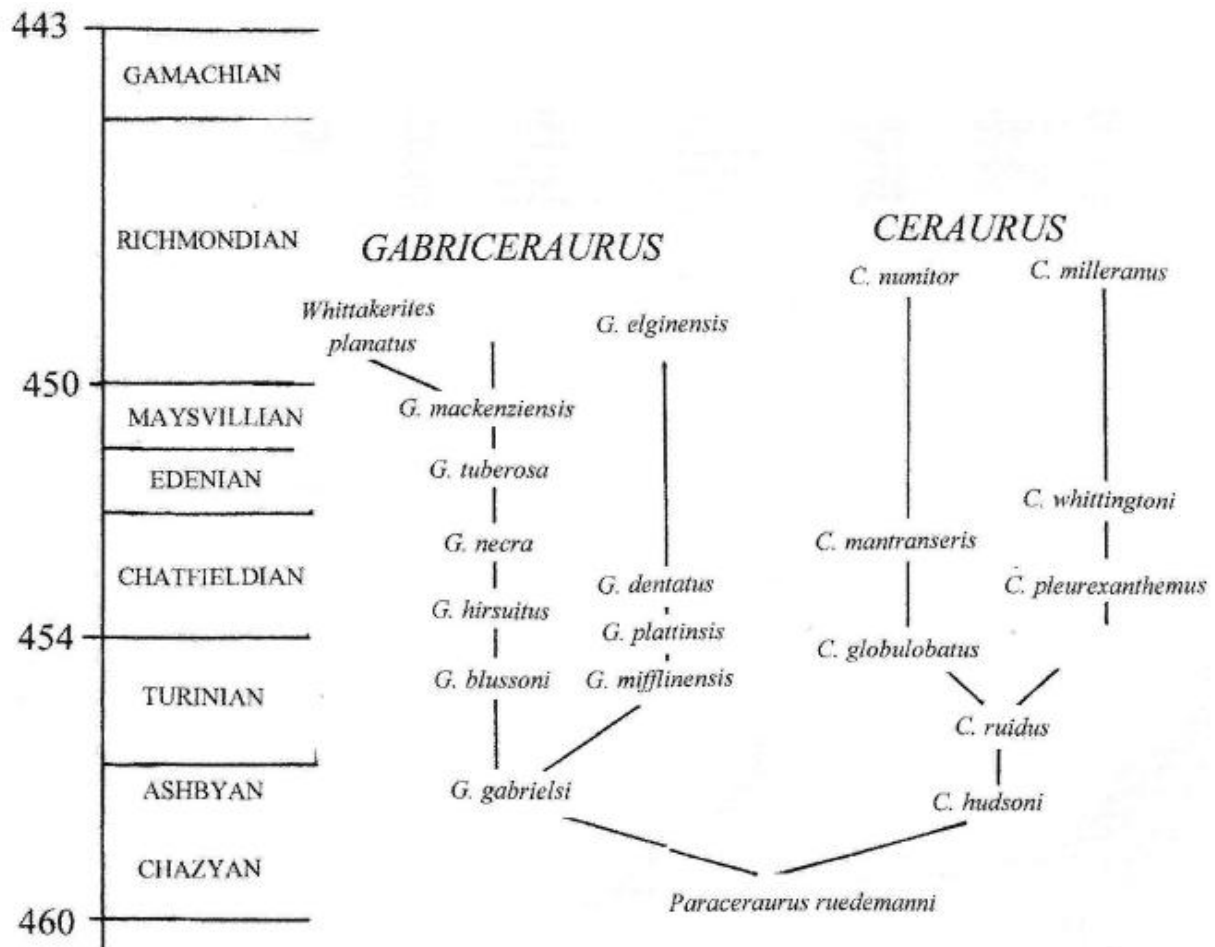 443
GAMACHIAN
RICHMONDIAN
450
MAYSVILLIAN
EDENIAN
CHATFIELDIAN
454
TURINIAN
ASHBYAN
CHAZYAN
460
GABRICERAURUS
Whittakerites
planatus
G. mackenziensis
G. tuberosa
G. necra
G. hirsuitus
G. blussoni
G. gabrielsi
G. elginensis
G. dentatus
G. plattinsis
G. mifflinensis
CERAURUS
C. numitor
C. mantranseris
C. globulobatus
C. milleranus
C. whittingtoni
C. pleurexanthemus
C. ruidus
C. hudsoni
Paraceraurus ruedemanni